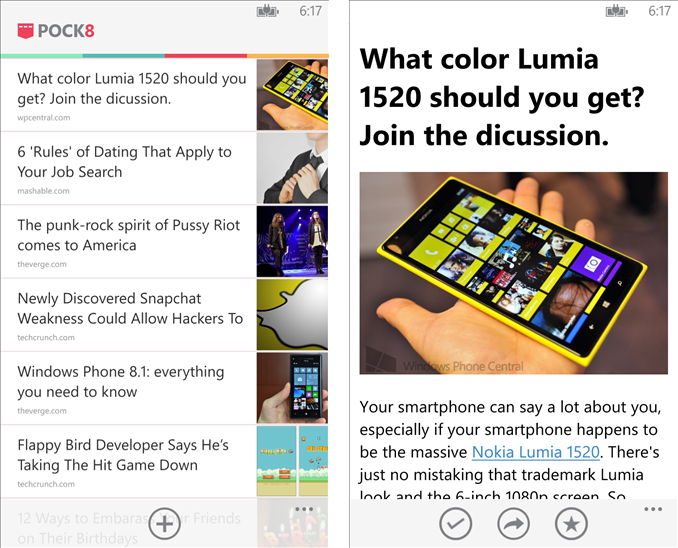 6:17
POCK8
What color Lumia 1520 should you
get? Join the dicussion.
wpcentral.com
6 'Rules' of Dating That Apply to
Your Job Search
mashable.com
The punk-rock spirit of Pussy Riot
comes to America
theverge.com
Newly Discovered Snapchat
Weakness Could Allow Hackers To
techcrunch.com
Windows Phone 8.1: everything
you need to know
theverge.com
Flappy Bird Developer Says He's
Taking The Hit Game Down
techcrunch.com
12 Ways to Embarass Your Friends
on Their Birthdays
6:17
What color Lumia
1520 should you get?
Join the dicussion.
NOKIA
Windows Phone Central
Your smartphone can say a lot about you,
especially if your smartphone happens to
be the massive Nokia Lumia 1520. There's
just no mistaking that trademark Lumia
look and the 6-inch 1080p screen. So